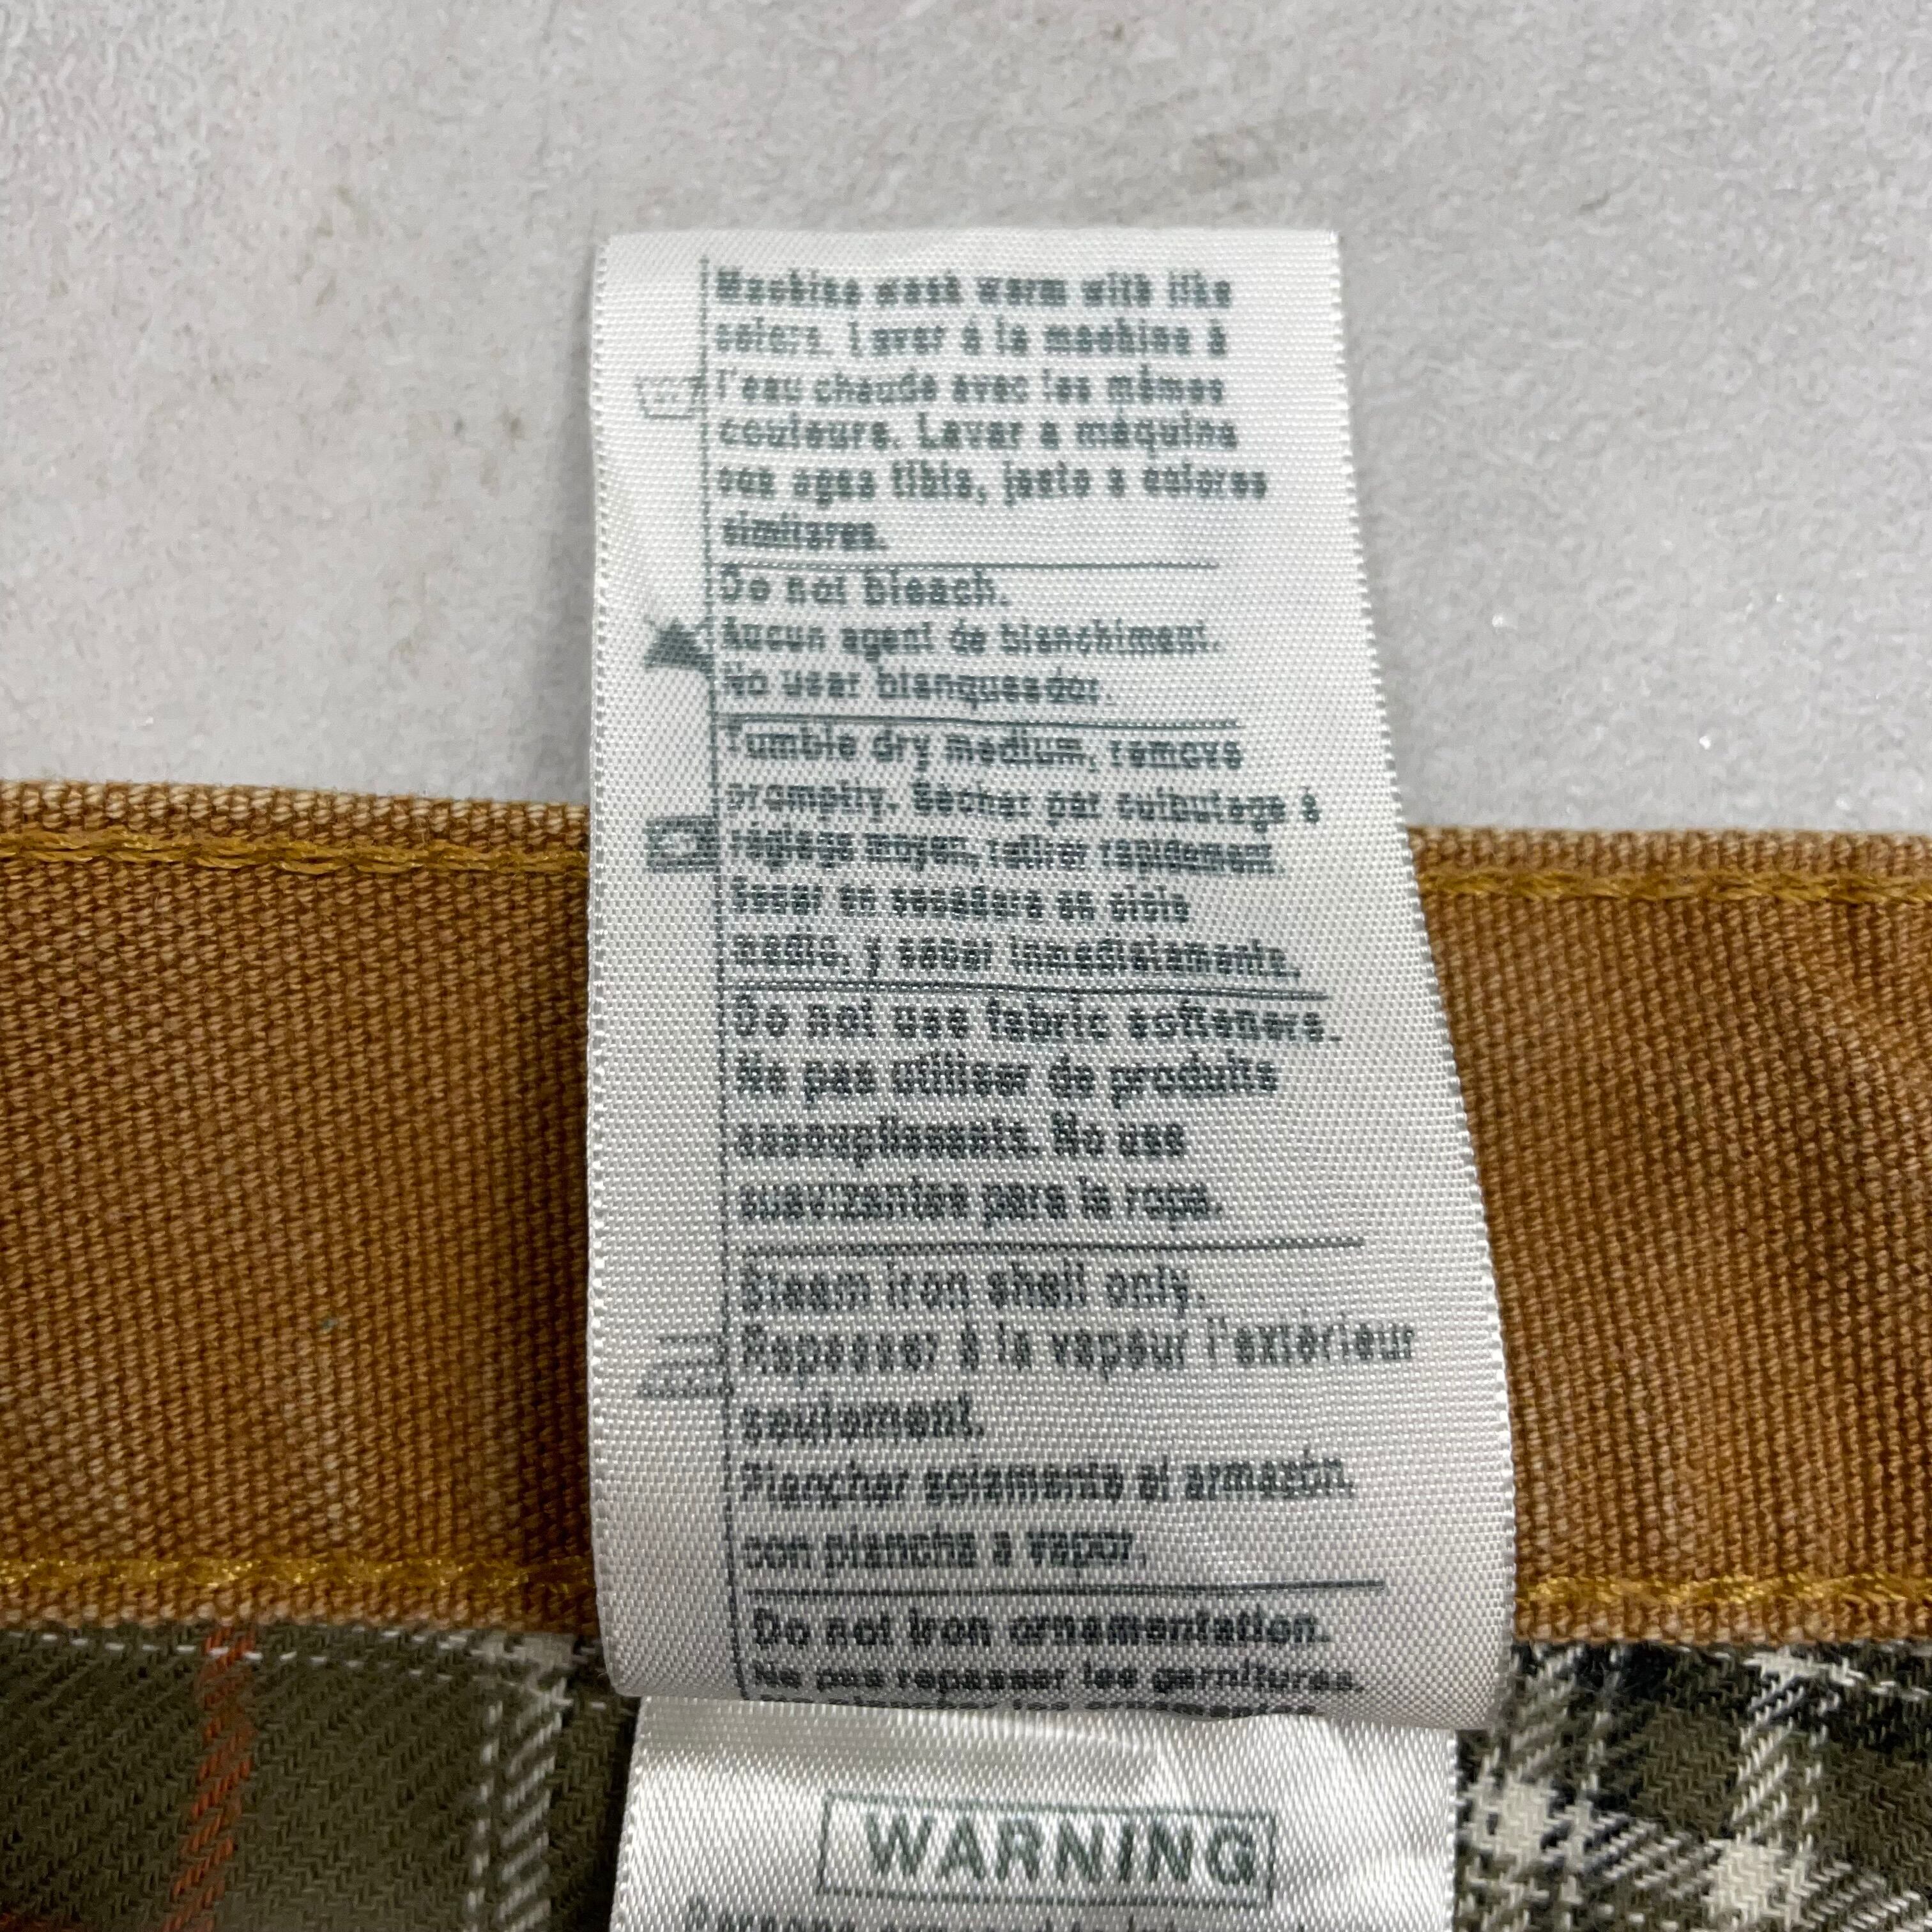 Machine wash warm with like
colors. Laver à la machine à
l'eau chaude avec les mêmes
couleurs. Lavar a máquina
con agua tibia, junto a colores
similares.
Do not bleach.
Aucun agent de blanchiment.
No usar blanqueador.
Tumble dry medium, remove
promptly. Sécher par culbutage à
réglage moyen, retirer rapidement.
Secar en secadora en ciclo
medio, y sacar inmediatamente.
Do not use fabric softeners.
Ne pas utiliser de produits
assouplissants. No use
suavizantes para la ropa.
Steam iron shell only.
Repasser à la vapeur l'extérieur
seulement.
Planchar solamente el armazón
con plancha a vapor.
Do not iron ornamentation.
Ne pas repasser les garnitures.
No planchar los
WARNING